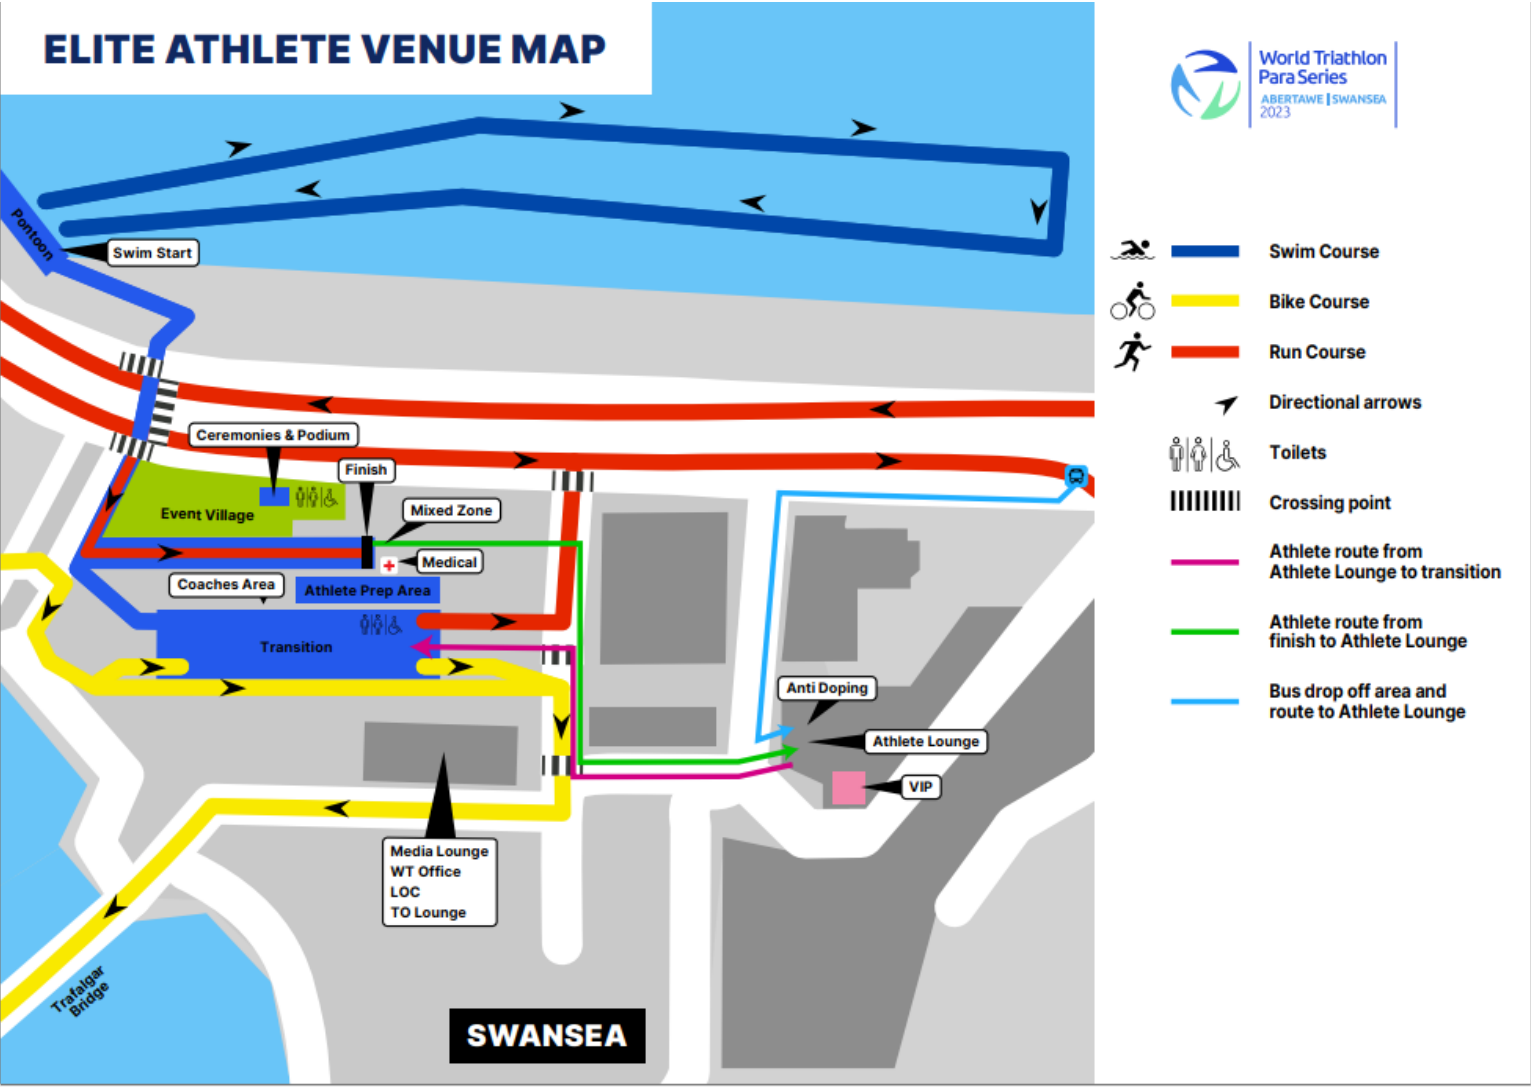 ELITE ATHLETE VENUE MAP
World Triathlon
Para Series
ABERTAWE | SWANSEA
2023
Pontoon
Swim Start
Ceremonies & Podium
Finish
Mixed Zone
Event Village
Medical
Coaches Area
Athlete Prep Area
Transition
Anti Doping
Athlete Lounge
VIP
Media Lounge
WT Office
LOC
TO Lounge
Trafalgar
Bridge
SWANSEA
Swim Course
Bike Course
Run Course
Directional arrows
Toilets
Crossing point
Athlete route from
Athlete Lounge to transition
Athlete route from
finish to Athlete Lounge
Bus drop off area and
route to Athlete Lounge